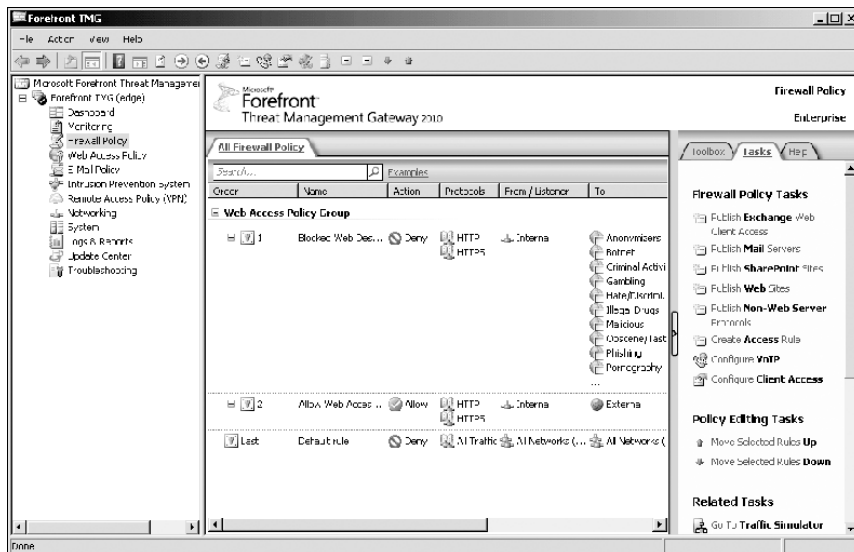 Forefront TMG
File Action View Help
Microsoft Forefront Threat Managemer
Forefront TMG (edge)
Dashboard
Monitoring
Firewall Policy
Web Access Policy
E-Mail Policy
Intrusion Prevention System
Remote Access Policy (VPN)
Networking
System
Logs & Reports
Update Center
Troubleshooting
Microsoft
Forefront
Threat Management Gateway 2010
Firewall Policy
Enterprise
All Firewall Policy
Search...
Examples
Order Name Action Protocols From / Listener To
Web Access Policy Group
1 Blocked Web Des... Deny HTTP Internal Anonymizers
HTTPS Botnet
Criminal Activi
Gambling
Hate/Discrimi.
Illegal Drugs
Malicious
Obscene/Tast
Phishing
Pornography
...
2 Allow Web Acces... Allow HTTP Internal External
HTTPS
Last Default rule Deny All Traffic All Networks (... All Networks (
Toolbox Tasks Help
Firewall Policy Tasks
Publish Exchange Web
Client Access
Publish Mail Servers
Publish SharePoint Sites
Publish Web Sites
Publish Non-Web Server
Protocols
Create Access Rule
Configure VoIP
Configure Client Access
Policy Editing Tasks
Move Selected Rules Up
Move Selected Rules Down
Related Tasks
Go To Traffic Simulator
Done